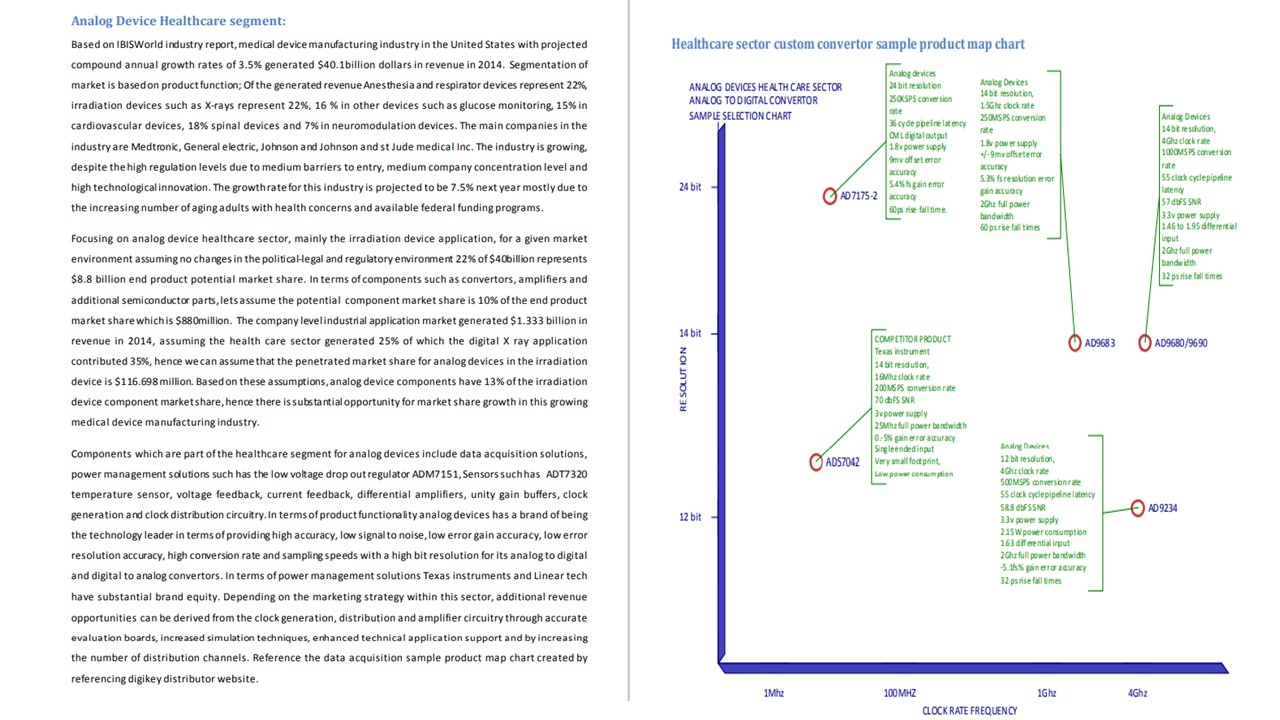 Analog Device Healthcare segment:
Based on IBISWorld industry report, medical device manufacturing industry in the United States with projected
compound annual growth rates of 3.5% generated $40.1billion dollars in revenue in 2014. Segmentation of
market is based on product function; Of the generated revenue Anesthesia and respirator devices represent 22%,
irradiation devices such as X-rays represent 22%, 16 % in other devices such as glucose monitoring, 15% in
cardiovascular devices, 18% spinal devices and 7% in neuromodulation devices. The main companies in the
industry are Medtronic, General electric, Johnson and Johnson and st Jude medical Inc. The industry is growing,
despite the high regulation levels due to medium barriers to entry, medium company concentration level and
high technological innovation. The growth rate for this industry is projected to be 7.5% next year mostly due to
the increasing number of aging adults with health concerns and available federal funding programs.
Focusing on analog device healthcare sector, mainly the irradiation device application, for a given market
environment assuming no changes in the political-legal and regulatory environment 22% of $40billion represents
$8.8 billion end product potential market share. In terms of components such as convertors, amplifiers and
additional semiconductor parts, lets assume the potential component market share is 10% of the end product
market share which is $880million. The company level industrial application market generated $1.333 billion in
revenue in 2014, assuming the health care sector generated 25% of which the digital X ray application
contributed 35%, hence we can assume that the penetrated market share for analog devices in the irradiation
device is $116.698 million. Based on these assumptions, analog device components have 13% of the irradiation
device component market share, hence there is substantial opportunity for market share growth in this growing
medical device manufacturing industry.
Components which are part of the healthcare segment for analog devices include data acquisition solutions,
power management solutions such has the low voltage drop out regulator ADM7151, Sensors such has ADT7320
temperature sensor, voltage feedback, current feedback, differential amplifiers, unity gain buffers, clock
generation and clock distribution circuitry. In terms of product functionality analog devices has a brand of being
the technology leader in terms of providing high accuracy, low signal to noise, low error gain accuracy, low error
resolution accuracy, high conversion rate and sampling speeds with a high bit resolution for its analog to digital
and digital to analog convertors. In terms of power management solutions Texas instruments and Linear tech
have substantial brand equity. Depending on the marketing strategy within this sector, additional revenue
opportunities can be derived from the clock generation, distribution and amplifier circuitry through accurate
evaluation boards, increased simulation techniques, enhanced technical application support and by increasing
the number of distribution channels. Reference the data acquisition sample product map chart created by
referencing digikey distributor website.
Healthcare sector custom convertor sample product map chart
ANALOG DEVICES HEALTH CARE SECTOR
ANALOG TO DIGITAL CONVERTOR
SAMPLE SELECTION CHART
Analog devices
24 bit resolution
250KSPS conversion
rate
36 cycle pipeline latency
CML digital output
1.8v power supply
9mv offset error
accuracy
5.4% fs gain error
accuracy
60ps rise fall time.
Analog Devices
14 bit resolution,
1.5Ghz clock rate
250MSPS conversion
rate
1.8v power supply
+/-9mv offset error
accuracy
5.3% fs resolution error
gain accuracy
2Ghz full power
bandwidth
60 ps rise fall times
Analog Devices
14 bit resolution,
4Ghz clock rate
1000MSPS conversion
rate
55 clock cycle pipeline
latency
57 dbFS SNR
3.3v power supply
1.46 to 1.95 differential
input
2Ghz full power
bandwidth
32 ps rise fall times
24 bit
AD7175-2
14 bit
AD9683
AD9680/9690
RESOLUTION
COMPETITOR PRODUCT
Texas instrument
14 bit resolution,
16Mhz clock rate
200MSPS conversion rate
70 dbFS SNR
3v power supply
25Mhz full power bandwidth
0.-5% gain error accuracy
Single ended input
Very small footprint,
Low power consumption
ADS7042
Analog Devices
12 bit resolution,
4Ghz clock rate
500MSPS conversion rate
55 clock cycle pipeline latency
58.8 dbFS SNR
3.3v power supply
2.15 W power consumption
1.63 differential input
2Ghz full power bandwidth
-5.1fs% gain error accuracy
32 ps rise fall times
12 bit
AD9234
1Mhz
100MHZ
1Ghz
4Ghz
CLOCK RATE FREQUENCY